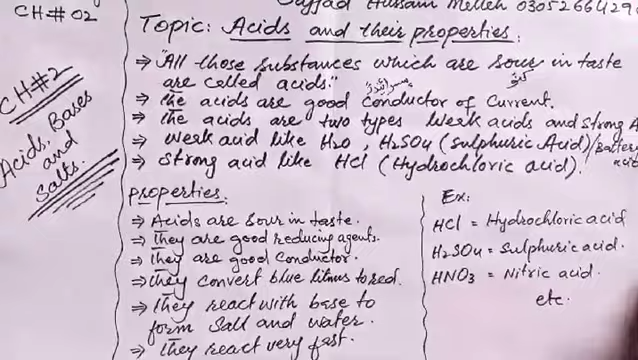 CH# 02
Sajjad Hussain 0305266429
Topic: Acids and their properties.
CH#2
Acids, Bases
and
Salts.
⇒ "All those substances which are sour in taste
are called acids."
⇒ The acids are good conductor of Current.
⇒ The acids are two types Weak acids and Strong A
⇒ Weak acid like H2O, H2SO4 (Sulphuric Acid)/batter
⇒ Strong acid like HCl (Hydrochloric acid).
acid
properties:
⇒ Acids are sour in taste.
⇒ They are good reducing agents.
⇒ They are good conductor.
⇒ They convert blue litmus to red.
⇒ They react with base to
form Salt and water.
⇒ They react very fast.
Ex:
HCl = Hydrochloric acid
H2SO4 = Sulphuric acid.
HNO3 = Nitric acid.
etc.